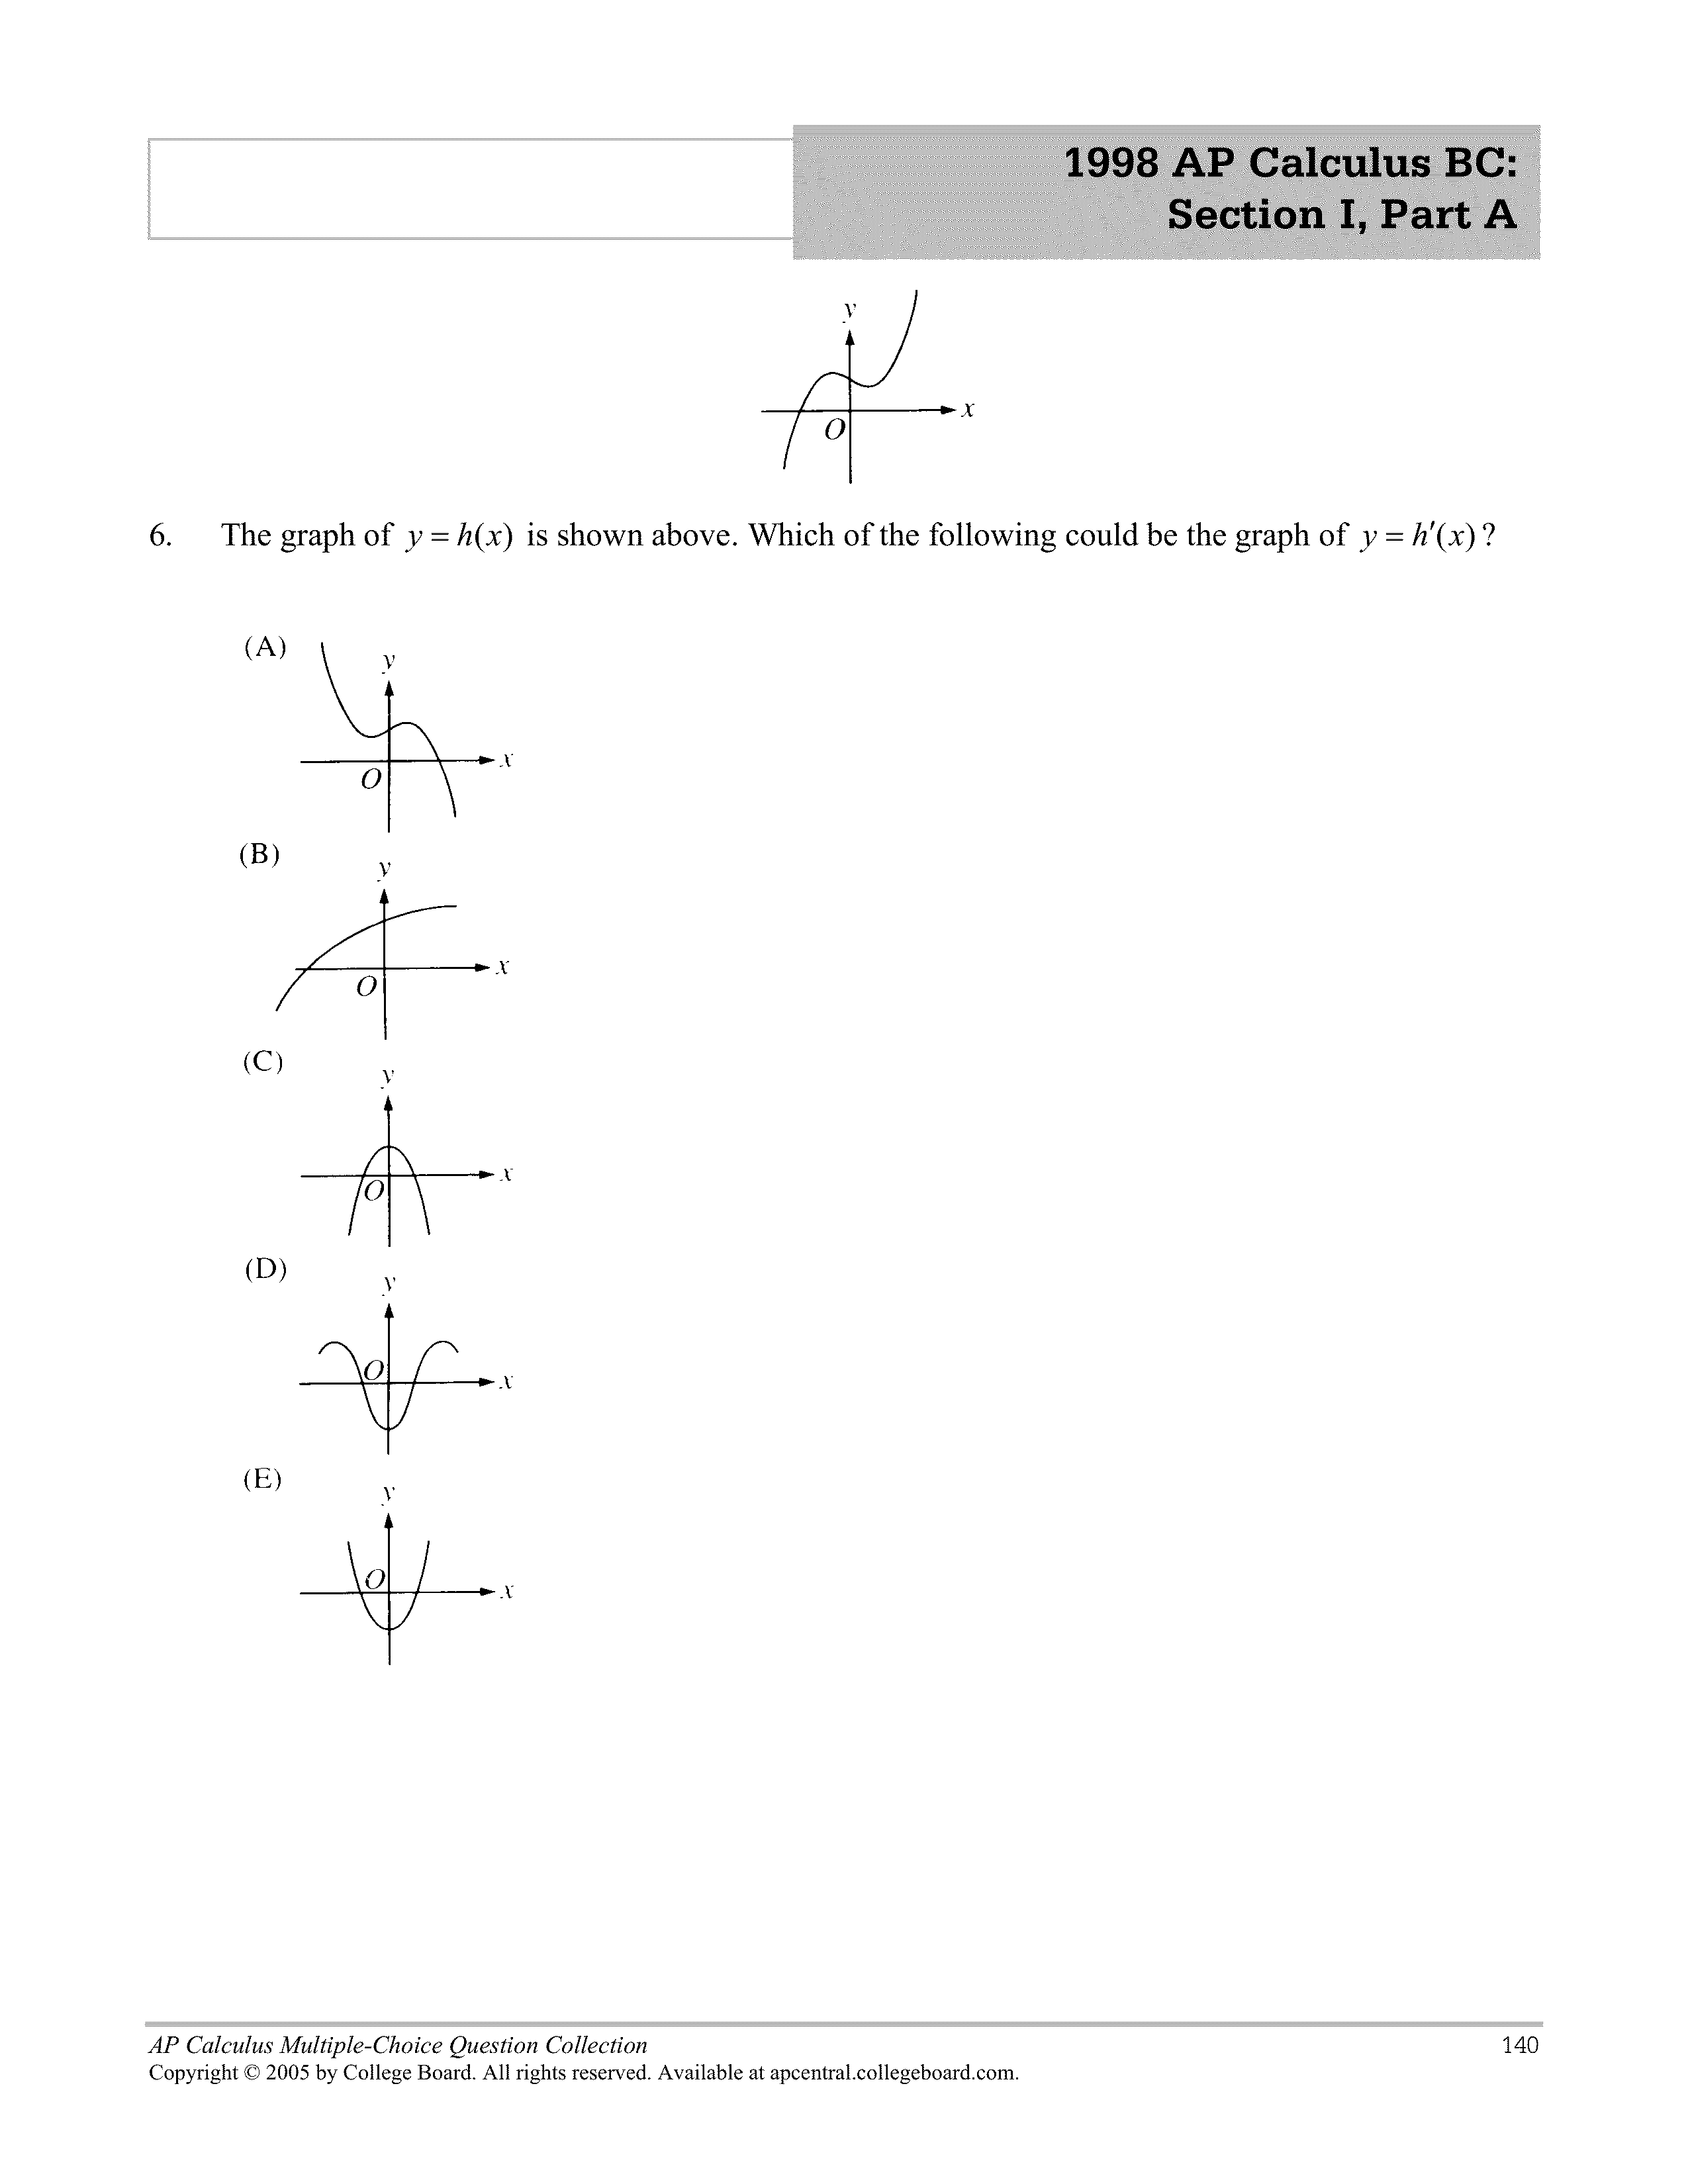 1998 AP Calculus BC:
Section I, Part A
y
x
O
6. The graph of y = h(x) is shown above. Which of the following could be the graph of y = h′(x) ?
(A)
y
x
O
(B)
y
x
O
(C)
y
x
O
(D)
y
O
x
(E)
y
O
x
AP Calculus Multiple-Choice Question Collection 140
Copyright © 2005 by College Board. All rights reserved. Available at apcentral.collegeboard.com.